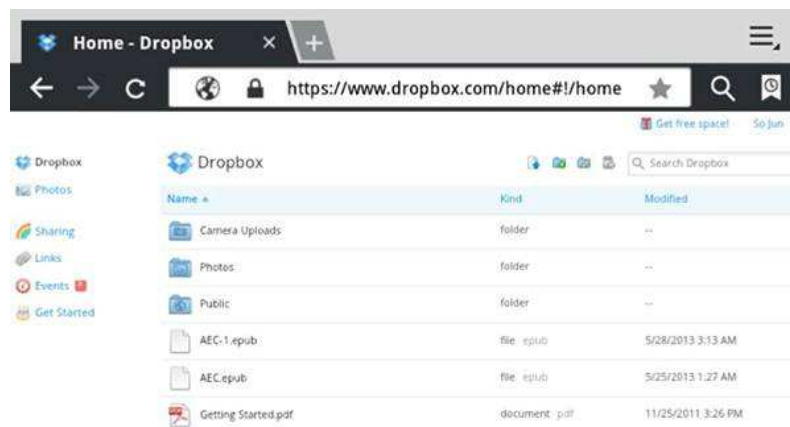 Home - Dropbox
https://www.dropbox.com/home#!/home
Get free space! So Jun
Dropbox
Photos
Sharing
Links
Events
Get Started
Dropbox
Search Dropbox
Name Kind Modified
Camera Uploads folder --
Photos folder --
Public folder --
AEC-1.epub file epub 5/28/2013 3:13 AM
AEC.epub file epub 5/25/2013 1:27 AM
Getting Started.pdf document pdf 11/25/2011 3:26 PM